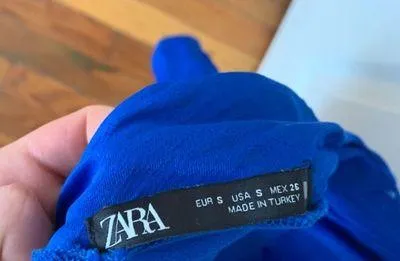 ZARA
EUR S USA S MEX 26
MADE IN TURKEY